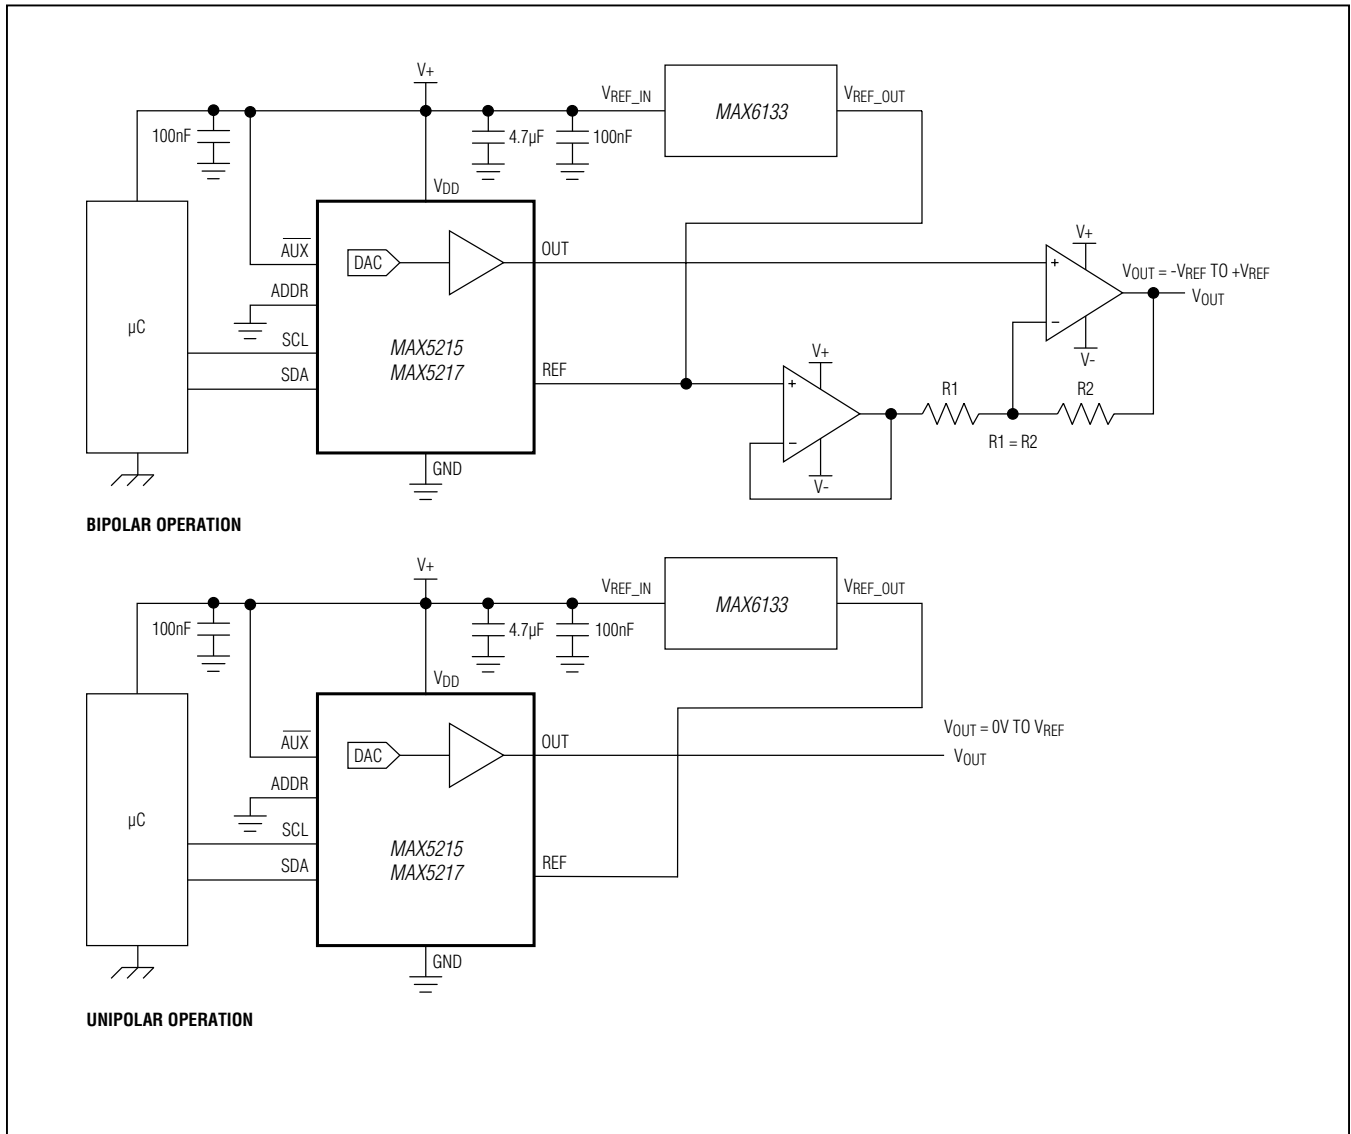 V+
VREF_IN
MAX6133
VREF_OUT
100nF
4.7µF
100nF
VDD
AUX
DAC
OUT
V+
VOUT = -VREF TO +VREF
VOUT
+
−
V-
ADDR
µC
SCL
SDA
MAX5215
MAX5217
REF
V+
+
−
V-
R1
R2
R1 = R2
GND
BIPOLAR OPERATION
V+
VREF_IN
MAX6133
VREF_OUT
100nF
4.7µF
100nF
VDD
AUX
DAC
OUT
VOUT = 0V TO VREF
VOUT
ADDR
µC
SCL
SDA
MAX5215
MAX5217
REF
GND
UNIPOLAR OPERATION